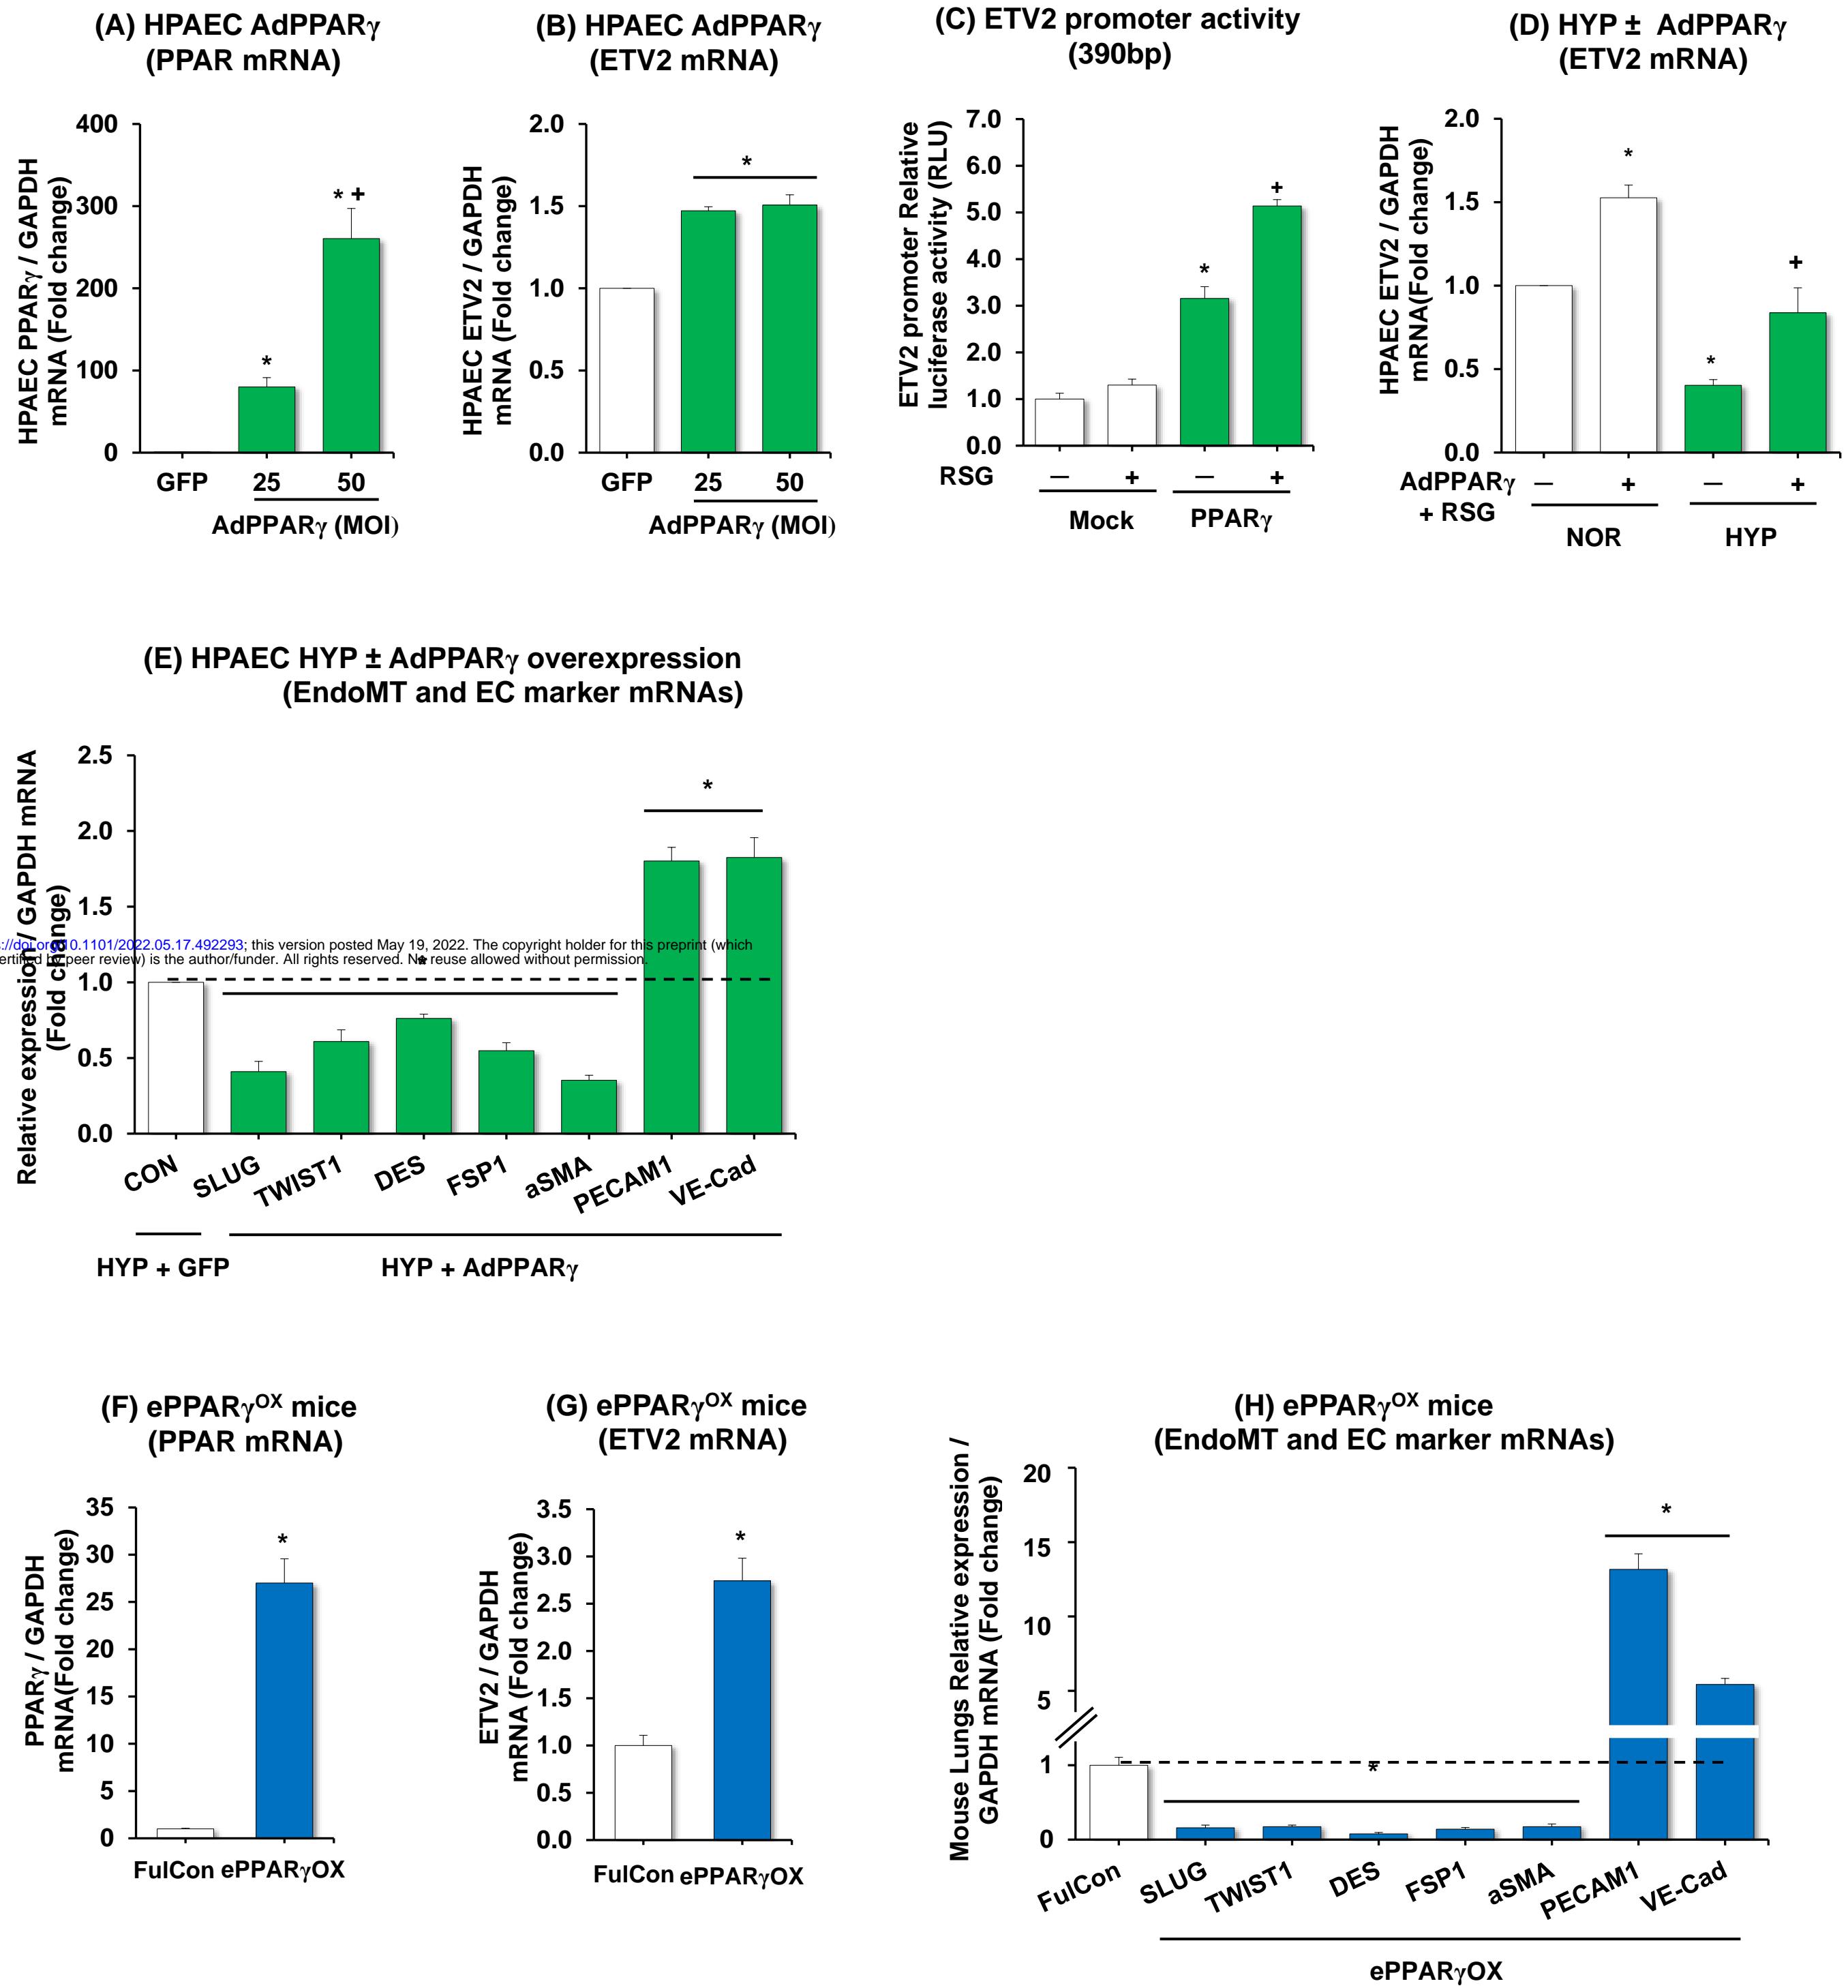 (A) HPAEC AdPPARγ
(PPAR mRNA)
HPAEC PPARγ / GAPDH
mRNA (Fold change)
400
300
200
100
0
*
* +
GFP 25 50
AdPPARγ (MOI)
(B) HPAEC AdPPARγ
(ETV2 mRNA)
HPAEC ETV2 / GAPDH
mRNA (Fold change)
2.0
1.5
1.0
0.5
0.0
*
GFP 25 50
AdPPARγ (MOI)
(C) ETV2 promoter activity
(390bp)
ETV2 promoter Relative
luciferase activity (RLU)
7.0
6.0
5.0
4.0
3.0
2.0
1.0
0.0
*
+
RSG — + — +
Mock PPARγ
(D) HYP ± AdPPARγ
(ETV2 mRNA)
HPAEC ETV2 / GAPDH
mRNA(Fold change)
2.0
1.5
1.0
0.5
0.0
*
*
+
AdPPARγ — + — +
+ RSG
NOR HYP
(E) HPAEC HYP ± AdPPARγ overexpression
(EndoMT and EC marker mRNAs)
Relative expression / GAPDH mRNA
(Fold change)
2.5
2.0
1.5
1.0
0.5
0.0
*
*
s://doi.org/10.1101/2022.05.17.492293; this version posted May 19, 2022. The copyright holder for this preprint (which
ertified by peer review) is the author/funder. All rights reserved. No reuse allowed without permission.
CON SLUG TWIST1 DES FSP1 aSMA PECAM1 VE-Cad
HYP + GFP HYP + AdPPARγ
(F) ePPARγOX mice
(PPAR mRNA)
PPARγ / GAPDH
mRNA(Fold change)
35
30
25
20
15
10
5
0
*
FulCon ePPARγOX
(G) ePPARγOX mice
(ETV2 mRNA)
ETV2 / GAPDH
mRNA (Fold change)
3.5
3.0
2.5
2.0
1.5
1.0
0.5
0.0
*
FulCon ePPARγOX
(H) ePPARγOX mice
(EndoMT and EC marker mRNAs)
Mouse Lungs Relative expression /
GAPDH mRNA (Fold change)
20
15
10
5
1
0
*
*
FulCon SLUG TWIST1 DES FSP1 aSMA PECAM1 VE-Cad
ePPARγOX